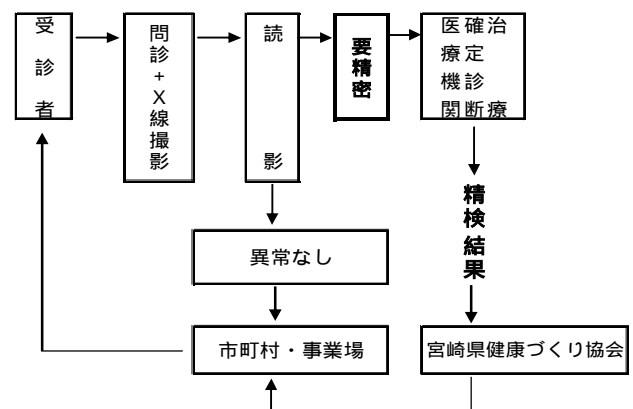 受診者
問診+X線撮影
読影
要精密
医療機関
確定診断
治療
精検結果
異常なし
市町村・事業場
宮崎県健康づくり協会